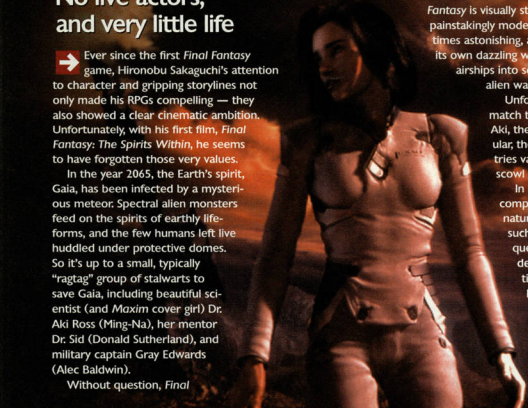 No live actors,
and very little life
Ever since the first Final Fantasy
game, Hironobu Sakaguchi's attention
to character and gripping storylines not
only made his RPGs compelling — they
also showed a clear cinematic ambition.
Unfortunately, with his first film, Final
Fantasy: The Spirits Within, he seems
to have forgotten those very values.
In the year 2065, the Earth's spirit,
Gaia, has been infected by a mysteri-
ous meteor. Spectral alien monsters
feed on the spirits of earthly life-
forms, and the few humans left live
huddled under protective domes.
So it's up to a small, typically
"ragtag" group of stalwarts to
save Gaia, including beautiful sci-
entist (and Maxim cover girl) Dr.
Aki Ross (Ming-Na), her mentor
Dr. Sid (Donald Sutherland), and
military captain Gray Edwards
(Alec Baldwin).
Without question, Final
Fantasy is visually st
painstakingly mode
times astonishing, a
its own dazzling w
airships into s
alien wa
Unfo
match t
Aki, the
ular, the
tries va
scowl
In
comp
natu
such
que
de
ti